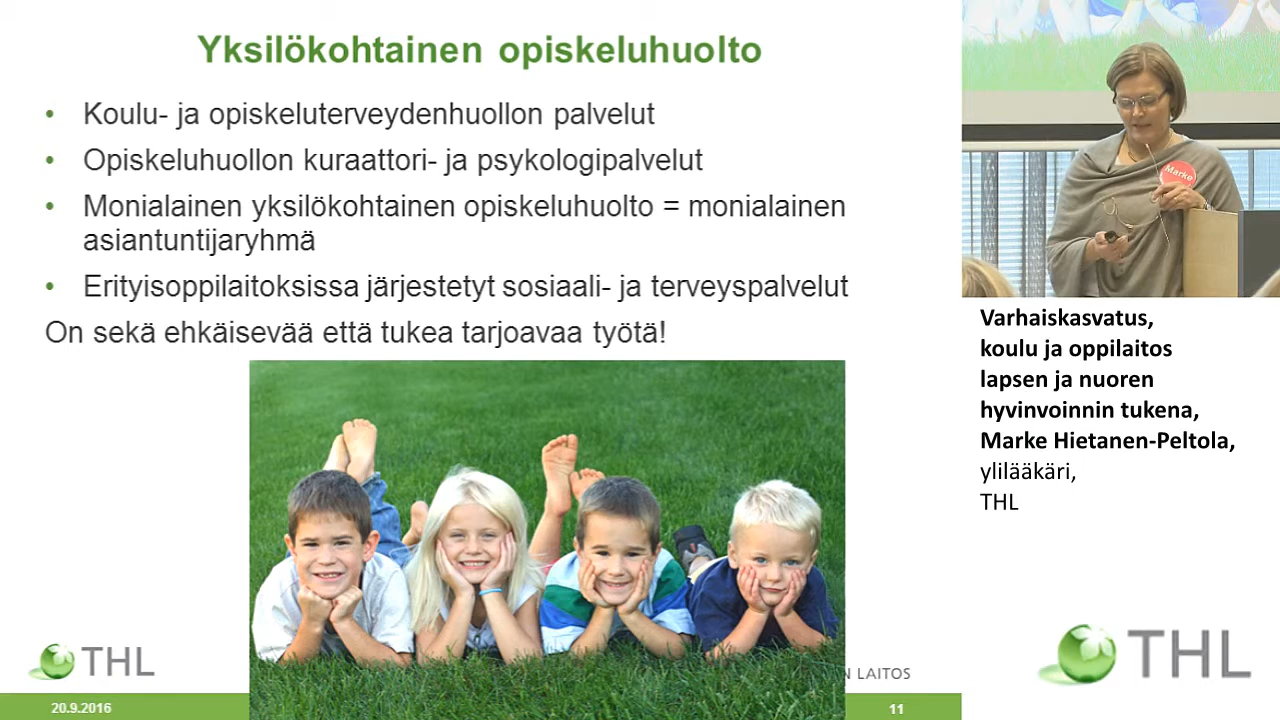 Yksilökohtainen opiskeluhuolto
• Koulu- ja opiskeluterveydenhuollon palvelut
• Opiskeluhuollon kuraattori- ja psykologipalvelut
• Monialainen yksilökohtainen opiskeluhuolto = monialainen
asiantuntijaryhmä
• Erityisoppilaitoksissa järjestetyt sosiaali- ja terveyspalvelut
On sekä ehkäisevää että tukea tarjoavaa työtä!
THL
N LAITOS
20.9.2016
11
Marke
Varhaiskasvatus,
koulu ja oppilaitos
lapsen ja nuoren
hyvinvoinnin tukena,
Marke Hietanen-Peltola,
ylilääkäri,
THL
THL